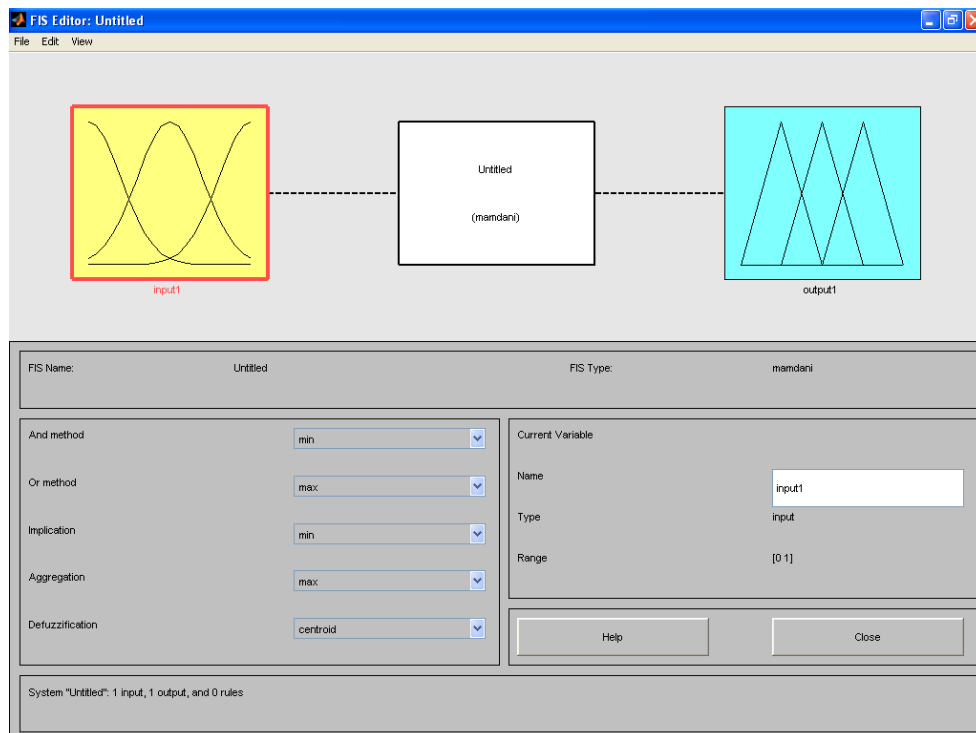 FIS Editor: Untitled
File Edit View
Untitled
(mamdani)
input1
output1
FIS Name: Untitled FIS Type: mamdani
And method min
Or method max
Implication min
Aggregation max
Defuzzification centroid
Current Variable
Name input1
Type input
Range [0 1]
Help Close
System "Untitled": 1 input, 1 output, and 0 rules